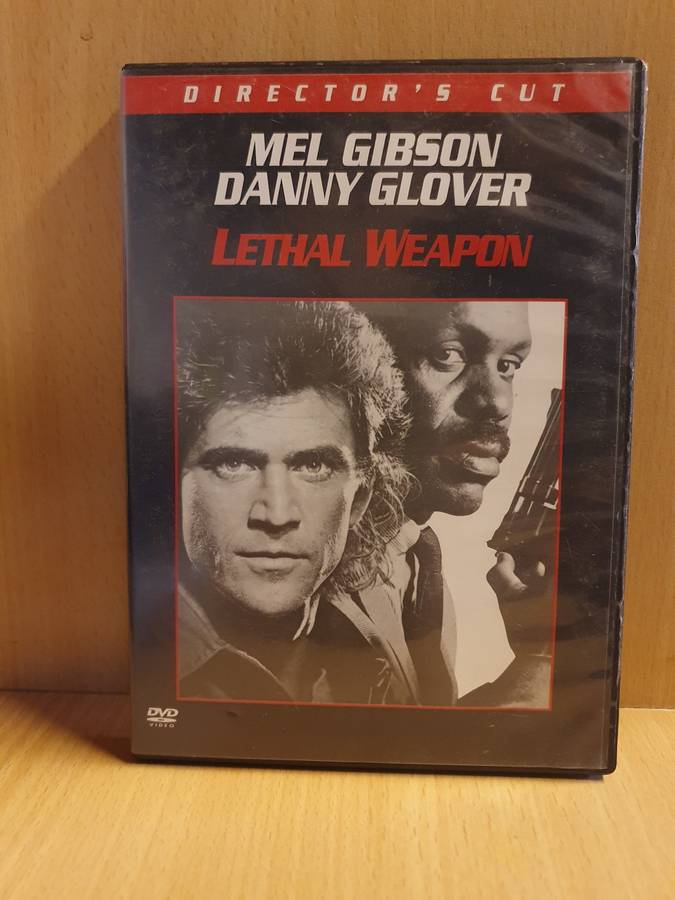 DIRECTOR'S CUT
MEL GIBSON
DANNY GLOVER
LETHAL WEAPON
DVD
VIDEO